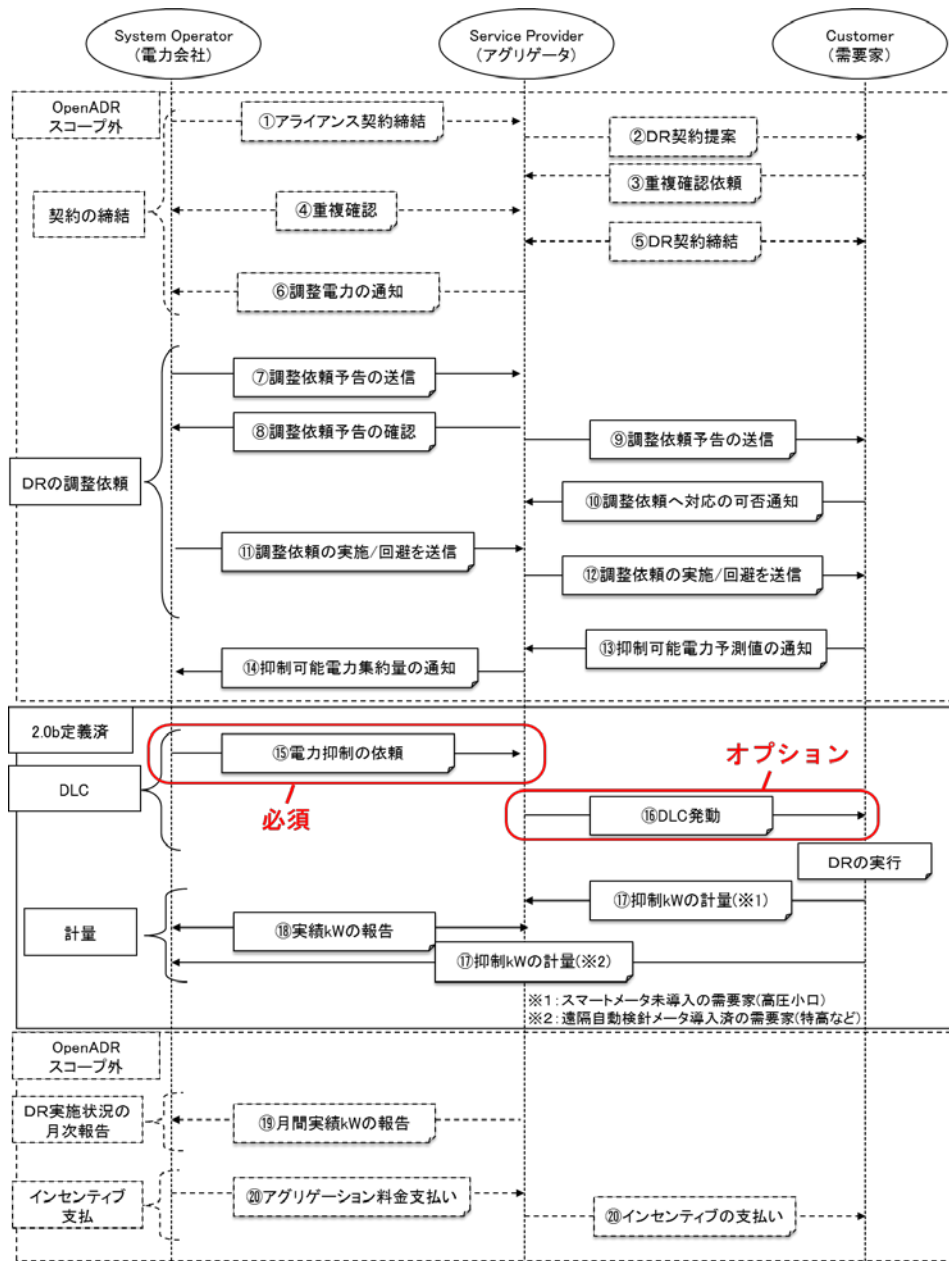 System Operator
(電力会社)
Service Provider
(アグリゲータ)
Customer
(需要家)
OpenADR
スコープ外
①アライアンス契約締結
②DR契約提案
③重複確認依頼
契約の締結
④重複確認
⑤DR契約締結
⑥調整電力の通知
⑦調整依頼予告の送信
⑧調整依頼予告の確認
⑨調整依頼予告の送信
DRの調整依頼
⑩調整依頼へ対応の可否通知
⑪調整依頼の実施/回避を送信
⑫調整依頼の実施/回避を送信
⑬抑制可能電力予測値の通知
⑭抑制可能電力集約量の通知
2.0b定義済
⑮電力抑制の依頼
オプション
DLC
必須
⑯DLC発動
DRの実行
⑰抑制kWの計量(※1)
計量
⑱実績kWの報告
⑰抑制kWの計量(※2)
※1:スマートメータ未導入の需要家(高圧小口)
※2:遠隔自動検針メータ導入済の需要家(特高など)
OpenADR
スコープ外
DR実施状況の
月次報告
⑲月間実績kWの報告
インセンティブ
支払
⑳アグリゲーション料金支払い
⑳インセンティブの支払い